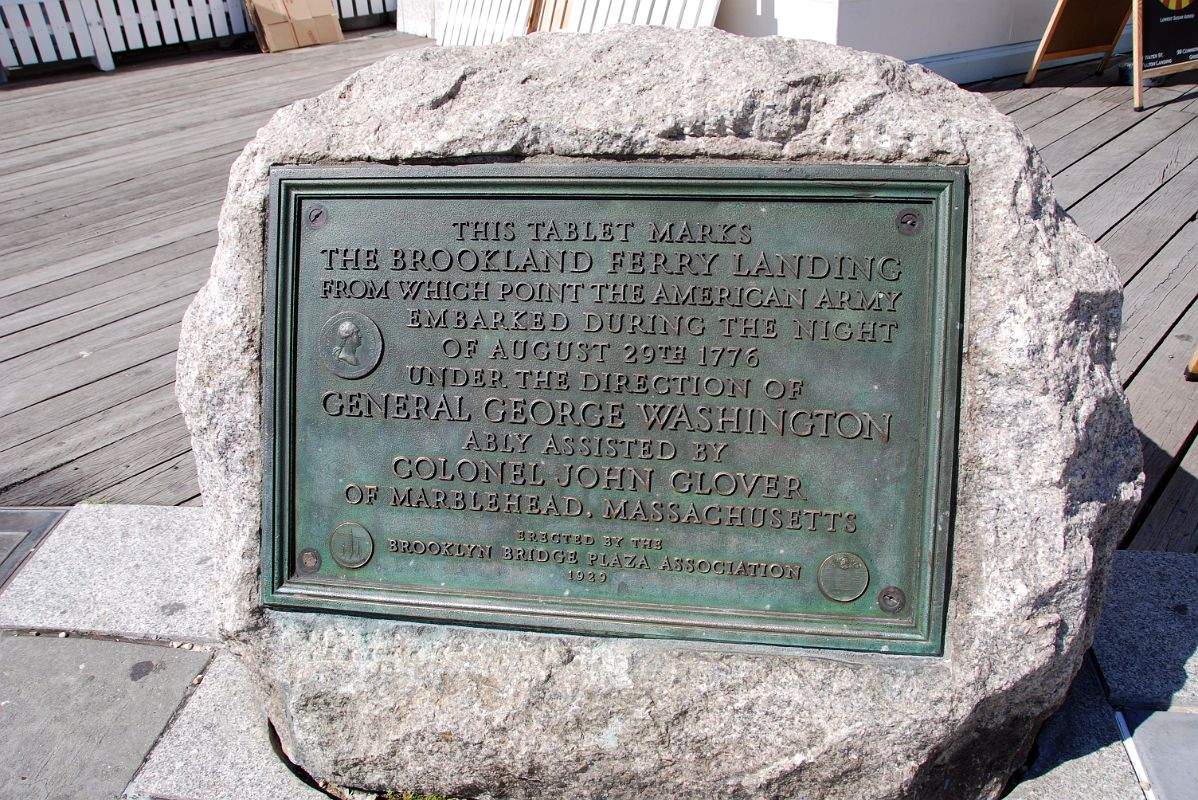 THIS TABLET MARKS
THE BROOKLAND FERRY LANDING
FROM WHICH POINT THE AMERICAN ARMY
EMBARKED DURING THE NIGHT
OF AUGUST 29TH 1776
UNDER THE DIRECTION OF
GENERAL GEORGE WASHINGTON
ABLY ASSISTED BY
COLONEL JOHN GLOVER
OF MARBLEHEAD, MASSACHUSETTS
ERECTED BY THE
BROOKLYN BRIDGE PLAZA ASSOCIATION
1929